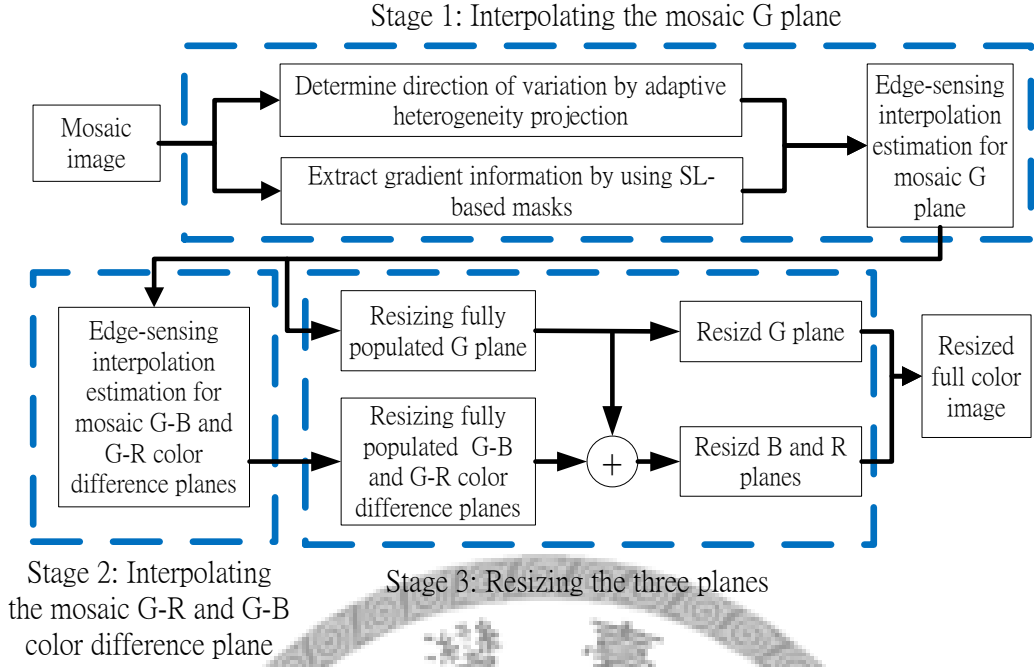 Stage 1: Interpolating the mosaic G plane
Mosaic
image
Determine direction of variation by adaptive
heterogeneity projection
Extract gradient information by using SL-
based masks
Edge-sensing
interpolation
estimation for
mosaic G
plane
Edge-sensing
interpolation
estimation for
mosaic G-B and
G-R color
difference planes
Resizing fully
populated G plane
Resizd G plane
Resizing fully
populated G-B
and G-R color
difference planes
+
Resizd B and R
planes
Resized
full color
image
Stage 2: Interpolating
the mosaic G-R and G-B
color difference plane
Stage 3: Resizing the three planes